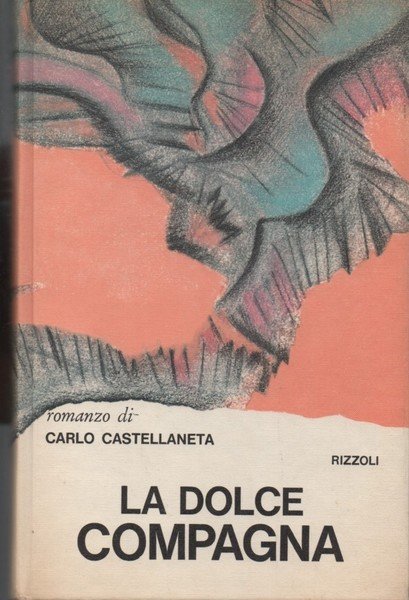 romanzo di
CARLO CASTELLANETA
RIZZOLI
LA DOLCE
COMPAGNA